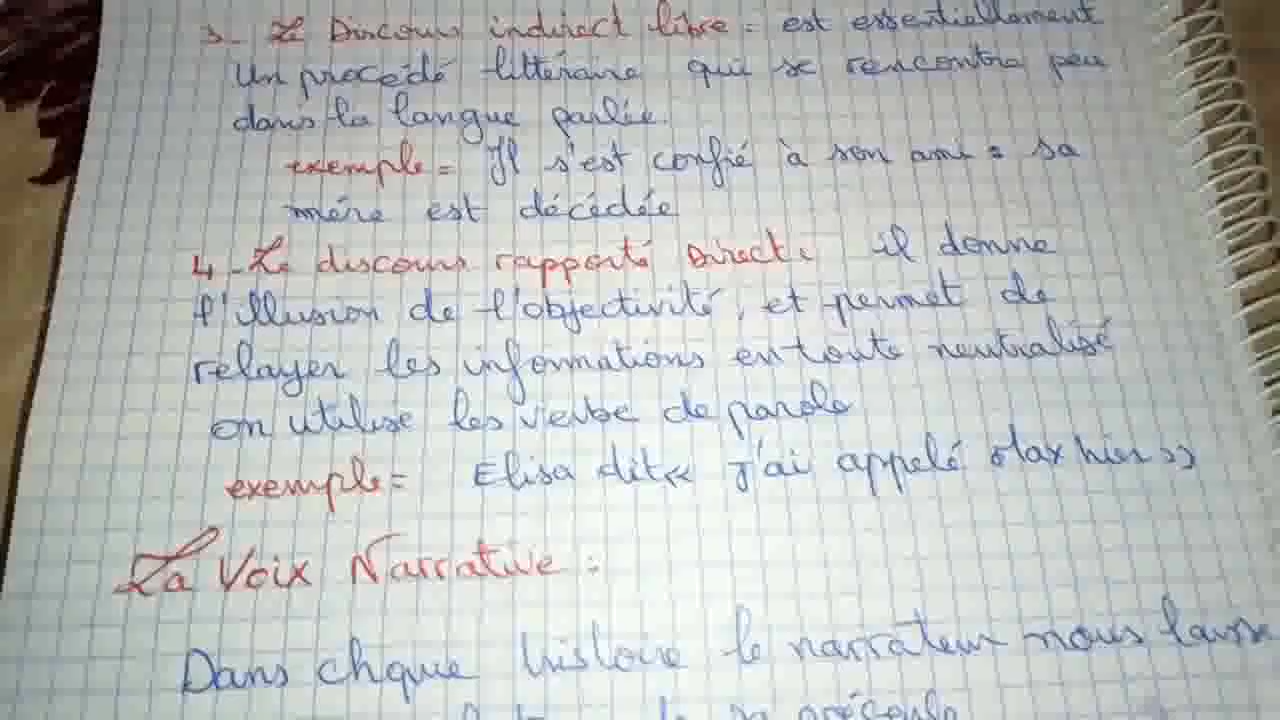 3- Le Discours indirect libre = est essentiellement
Un procédé littéraire qui se rencontre peu
dans la langue parlée.
exemple = Il s'est confié à son ami = sa
mère est décédée
4-Le discours rapporté Direct : il donne
l'illusion de l'objectivité, et permet de
relayer les informations en toute neutralisé
on utilise les verbe de parole
exemple = Elisa dit « J'ai appelé Max hier »
La Voix Narrative :
Dans chque histoire le narrateur nous laisse